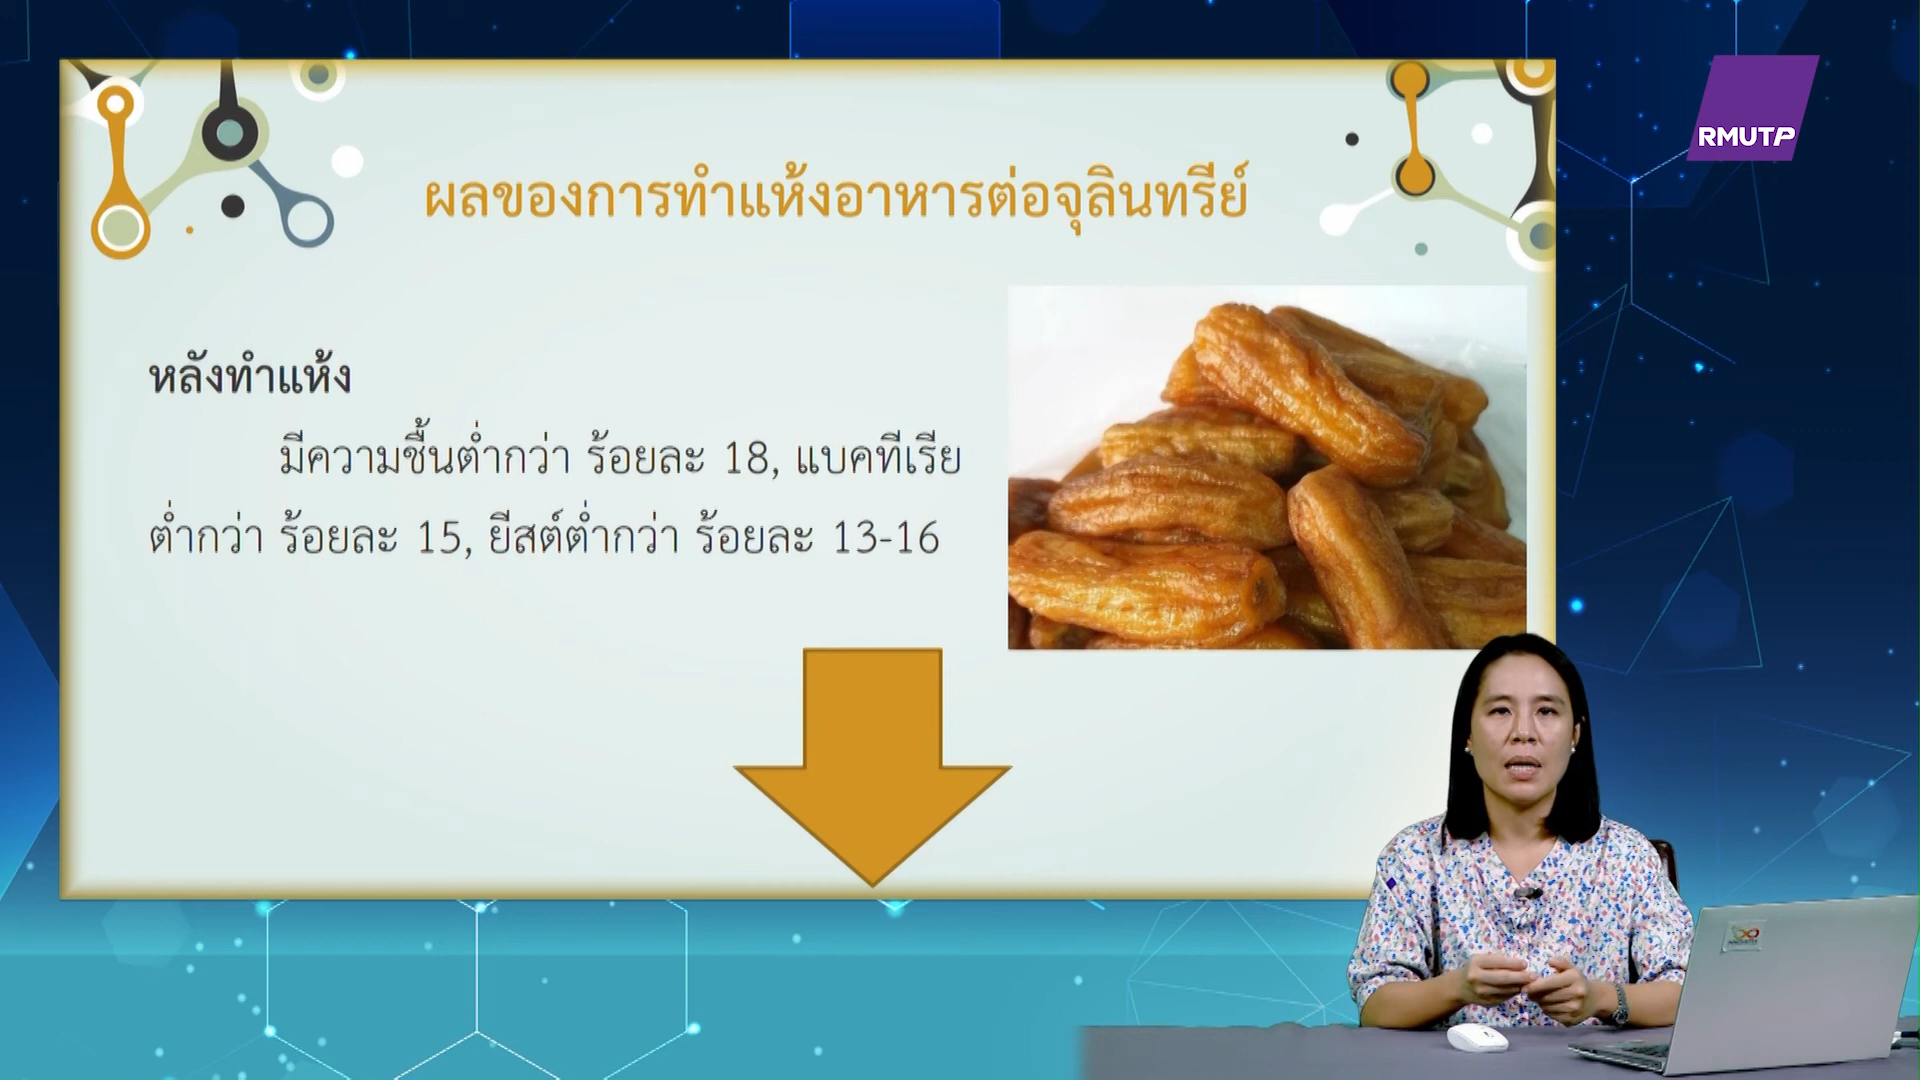 RMUTP
ผลของการทำแห้งอาหารต่อจุลินทรีย์
หลังทำแห้ง
มีความชื้นต่ำกว่า ร้อยละ 18, แบคทีเรีย
ต่ำกว่า ร้อยละ 15, ยีสต์ต่ำกว่า ร้อยละ 13-16